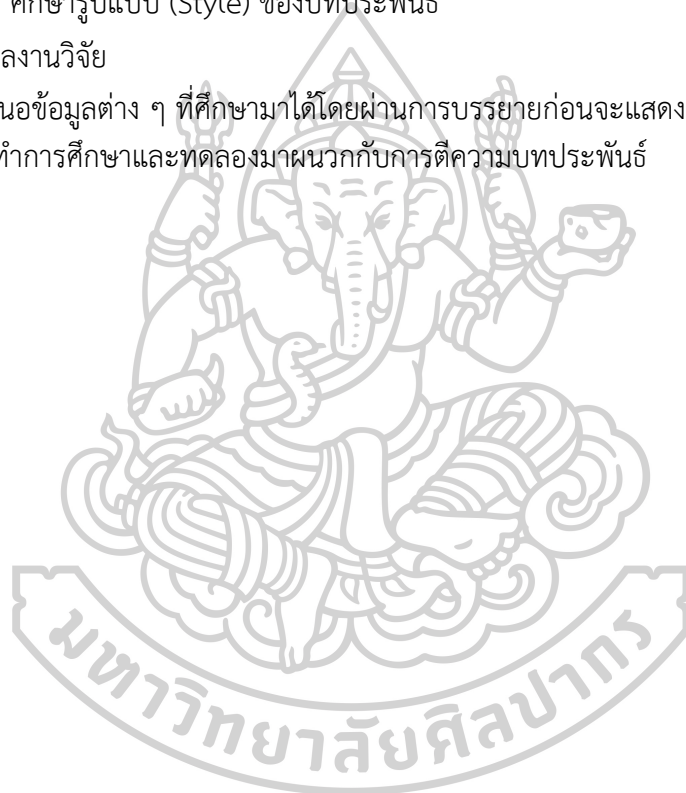 ศึกษารูปแบบ (Style) ของบทประพันธ์
ลงานวิจัย
นอข้อมูลต่าง ๆ ที่ศึกษามาได้โดยผ่านการบรรยายก่อนจะแสดง
ทำการศึกษาและทดลองมาผนวกกับการตีความบทประพันธ์
มหาวิทยาลัยศิลปากร